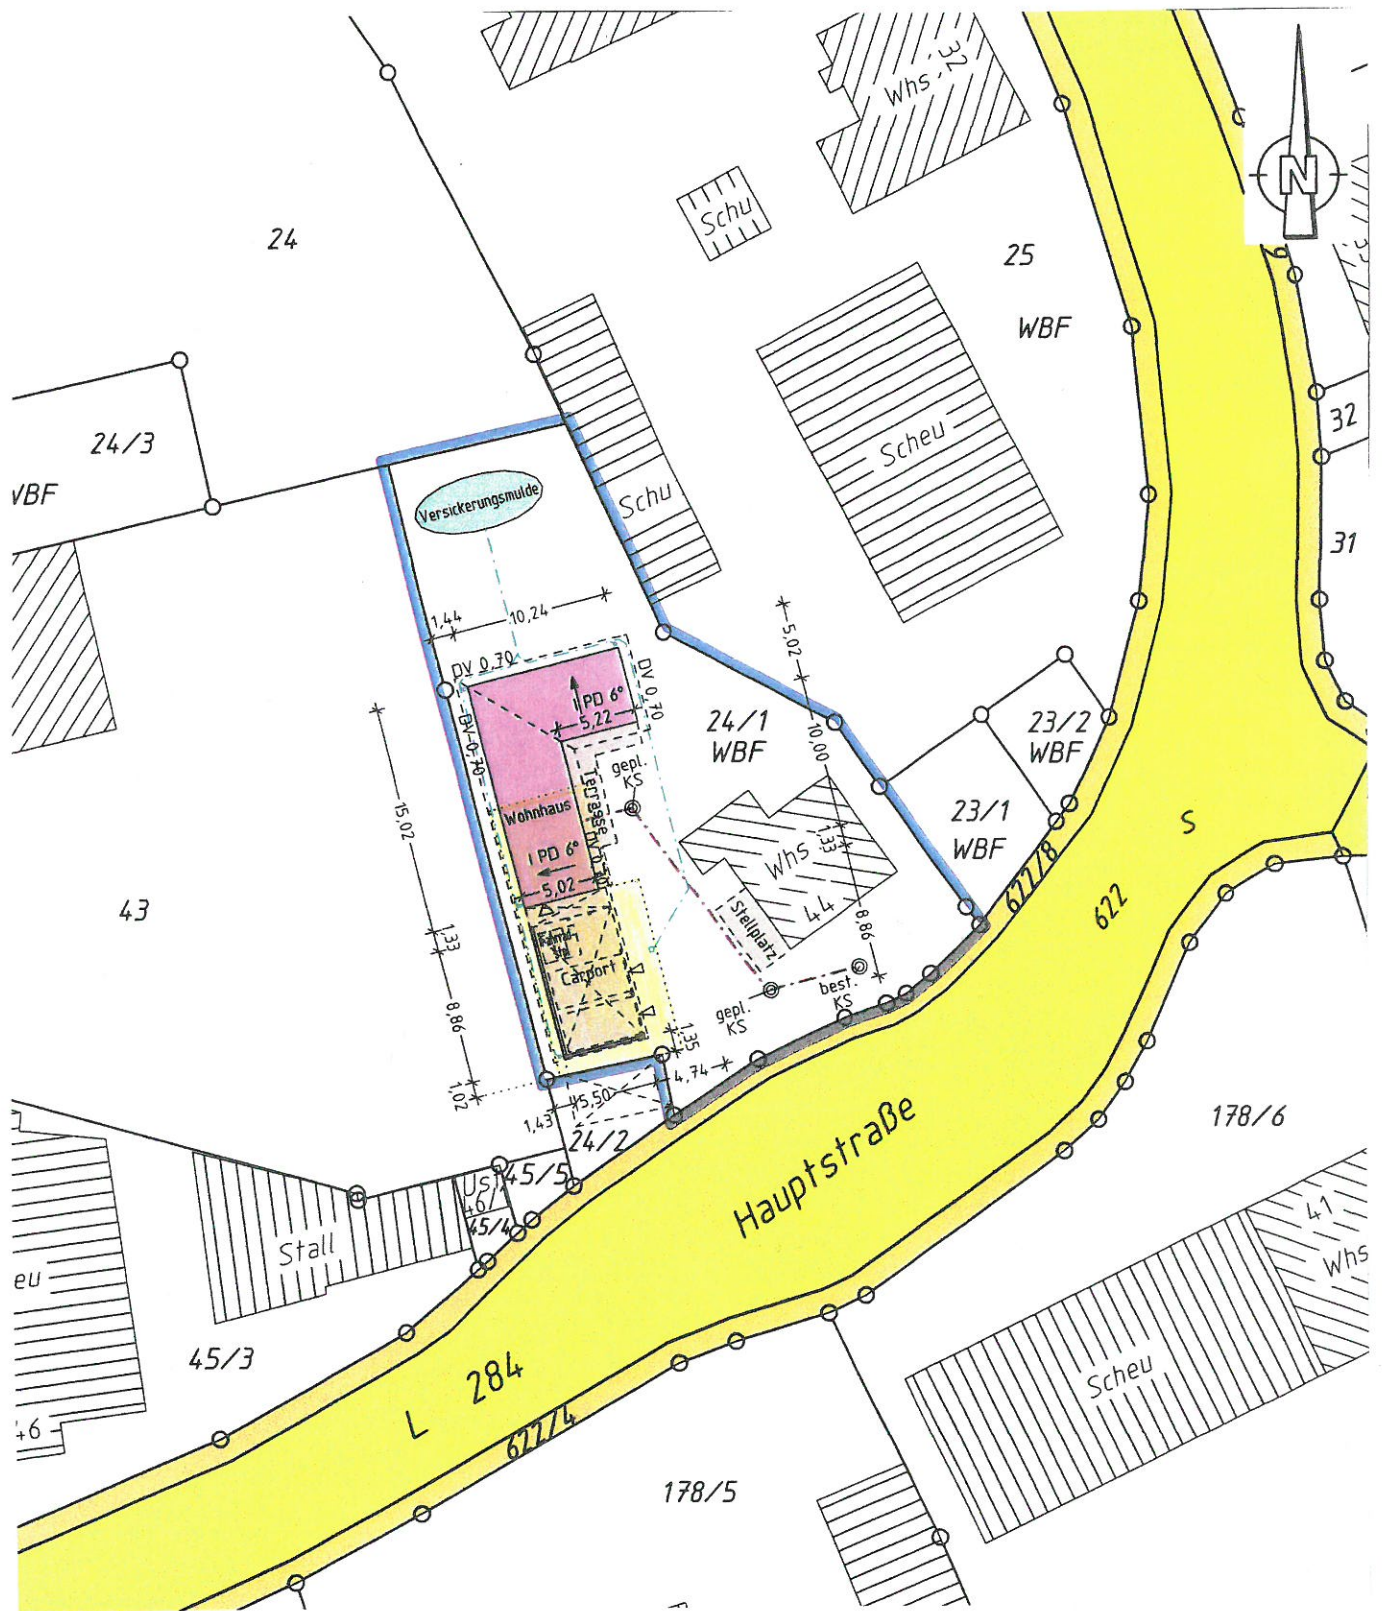 Whs 32
N
Schu
24
25
WBF
9
24/3
WBF
32
Scheu
31
Versickerungsmulde
Schu
1,44
10,24
5,02
DV 0,70
DV 0,70
I PD 6°
5,22
24/1
WBF
10,00
23/2
WBF
DV 0,70
gepl.
KS
Terrasse
15,02
Wohnhaus
23/1
WBF
S
1,33
Whs
44
I PD 6°
5,02
622/8
622
43
Stellplatz
8,86
1,33
Carport
best.
KS
gepl.
KS
8,86
1,35
4,74
1,02
5,50
1,43
24/2
Hauptstraße
178/6
45/5
Ust.
46/
45/4
Stall
eu
41
Whs
45/3
Scheu
284
L
46
622/4
178/5